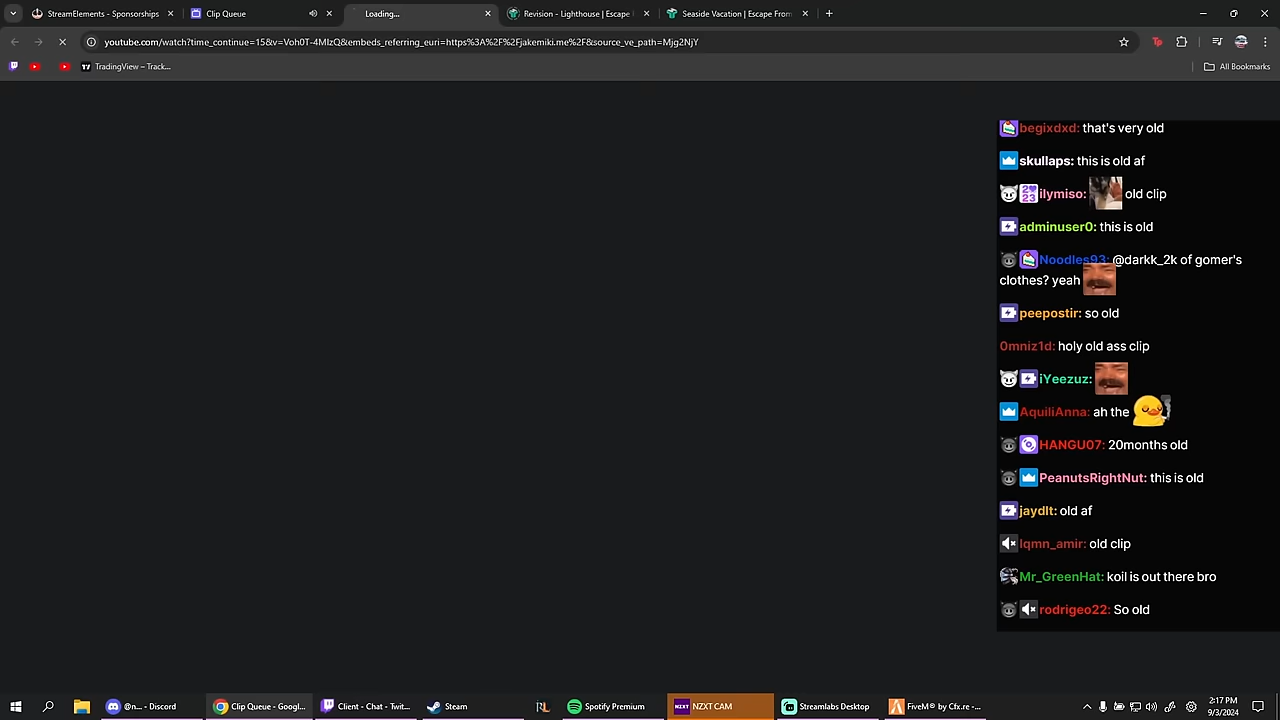 StreamElements - Sponsorships
Clip Queue
Loading...
Revision - Lighthouse | Escape
Seaside Vacation | Escape From
youtube.com/watch?time_continue=15&v=Voh0T-4MIzQ&embeds_referring_euri=https%3A%2F%2Fjakemiki.me%2F&source_ve_path=Mjg2NjY
TradingView – Track...
All Bookmarks
begixdxd: that's very old
skullaps: this is old af
2 23 ilymiso: old clip
adminuser0: this is old
Noodles93: @darkk_2k of gomer's
clothes? yeah
peepostir: so old
0mniz1d: holy old ass clip
iYeezuz:
AquiliAnna: ah the
HANGU07: 20months old
PeanutsRightNut: this is old
jaydlt: old af
lqmn_amir: old clip
Mr_GreenHat: koil is out there bro
rodrigeo22: So old
@n... - Discord
Clip Queue - Googl...
Client - Chat - Twit...
Steam
RL
Spotify Premium
NZXT
NZXT CAM
Streamlabs Desktop
FiveM® by Cfx.re -...
2:17 PM
9/3/2024